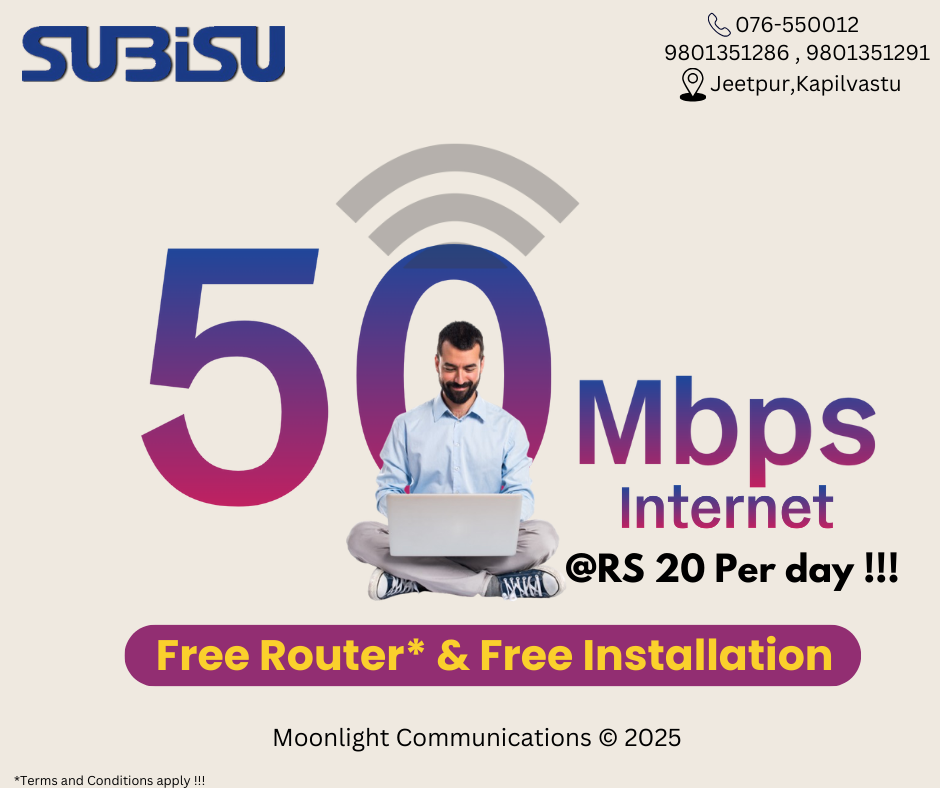 SUBiSU
076-550012
9801351286 , 9801351291
Jeetpur,Kapilvastu
50
Mbps
Internet
@RS 20 Per day !!!
Free Router* & Free Installation
Moonlight Communications © 2025
*Terms and Conditions apply !!!